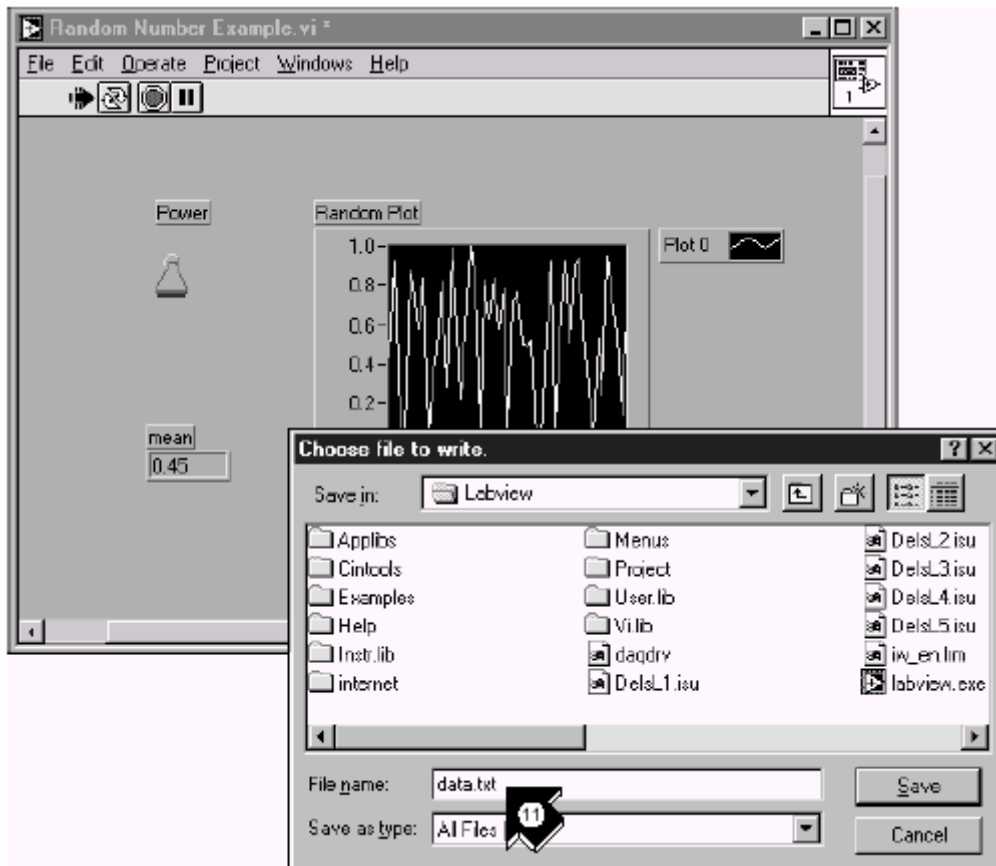 Random Number Example.vi *
File Edit Operate Project Windows Help
1
Power
Random Plot
Plot 0
1.0
0.8
0.6
0.4
0.2
mean
0.45
Choose file to write.
Save in: Labview
Applibs Menus DelsL2.isu
Cintools Project DelsL3.isu
Examples User.lib DelsL4.isu
Help Vi.lib DelsL5.isu
Instr.lib daqdrv
internet DelsL1.isu labview.exe
File name: data.txt Save
11
Save as type: All Files Cancel